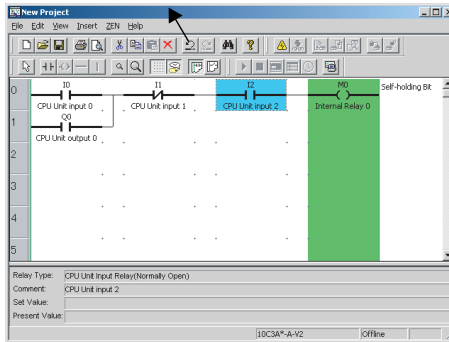 New Project
File Edit View Insert ZEN Help
0 I0 I1 I2 M0 Self-holding Bit
CPU Unit input 0 CPU Unit input 1 CPU Unit input 2 Internal Relay 0
1 Q0
CPU Unit output 0
2
3
4
5
Relay Type: CPU Unit Input Relay(Normally Open)
Comment: CPU Unit input 2
Set Value:
Present Value:
10C3A*-A-V2 Offline